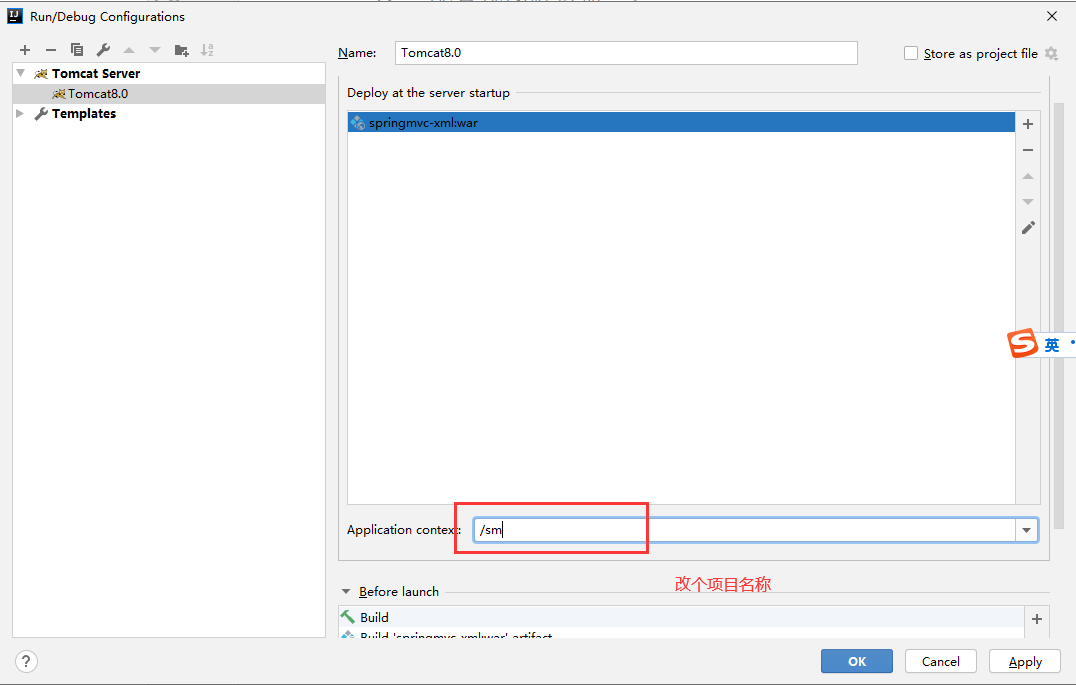 Run/Debug Configurations
Name:
Tomcat8.0
Store as project file
Tomcat Server
Tomcat8.0
Templates
Deploy at the server startup
springmvc-xml:war
英
Application context:
/sm
改个项目名称
Before launch
Build
Build 'springmvc-xml:war' artifact
OK
Cancel
Apply